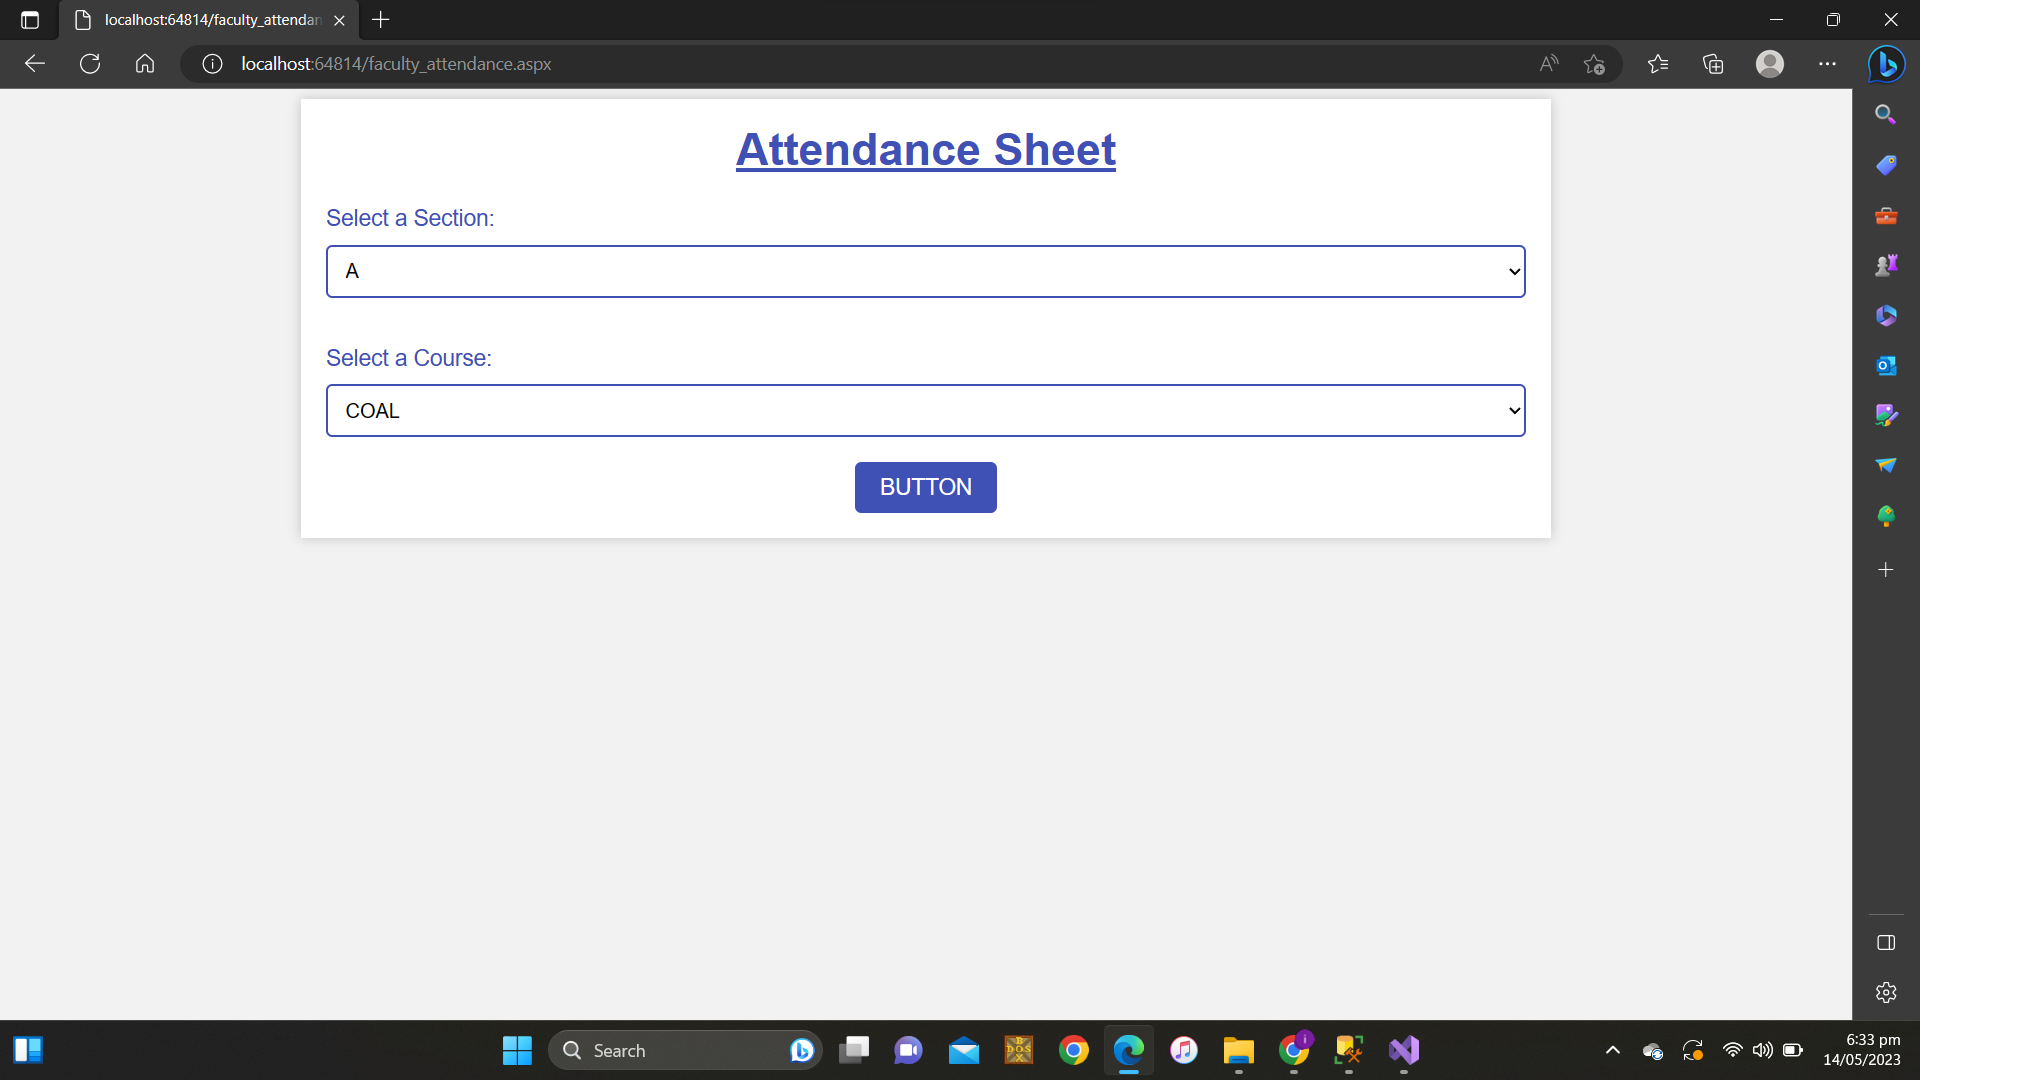 localhost:64814/faculty_attendan
localhost:64814/faculty_attendance.aspx
Attendance Sheet
Select a Section:
A
Select a Course:
COAL
BUTTON
Search
6:33 pm
14/05/2023